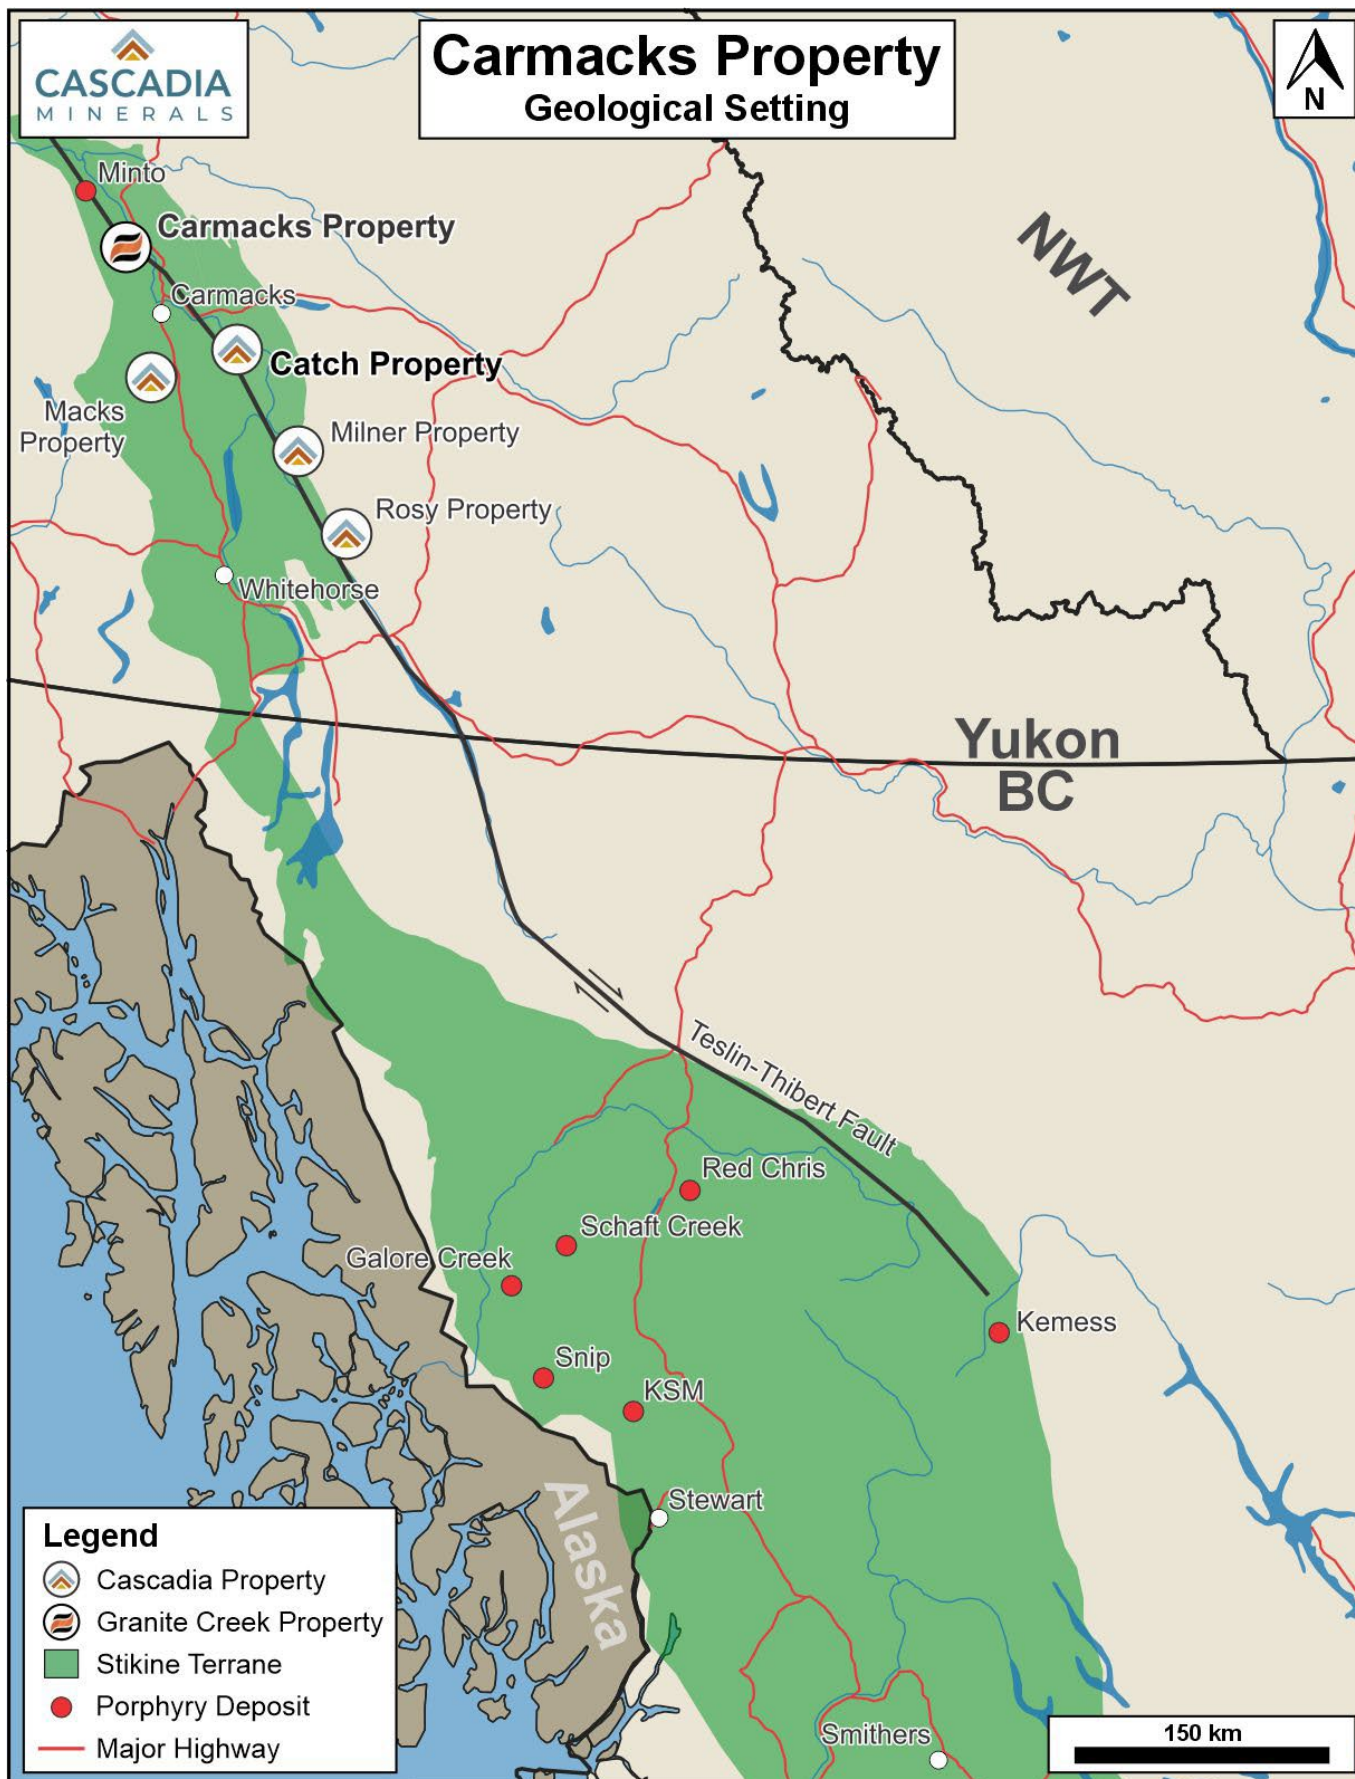 CASCADIA
MINERALS
Carmacks Property
Geological Setting
N
Minto
Carmacks Property
NWT
Carmacks
Catch Property
Macks
Property
Milner Property
Rosy Property
Whitehorse
Yukon
BC
Teslin-Thibert Fault
Red Chris
Schaft Creek
Galore Creek
Kemess
Snip
KSM
Stewart
Alaska
Smithers
Legend
Cascadia Property
Granite Creek Property
Stikine Terrane
Porphyry Deposit
Major Highway
150 km